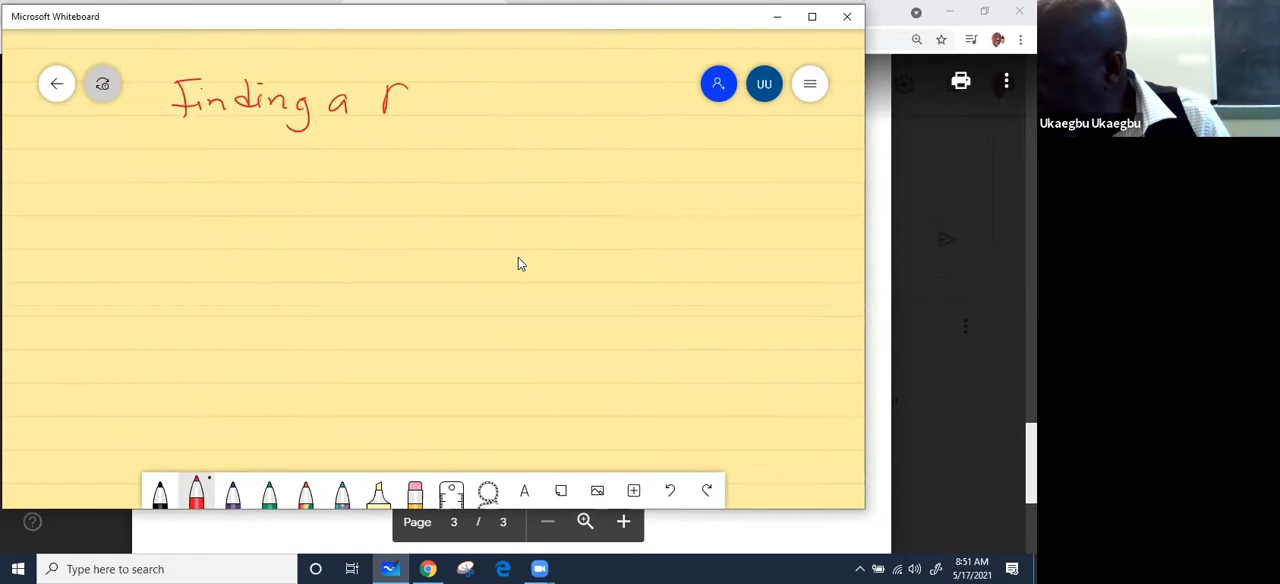 Microsoft Whiteboard
Finding a r
UU
Ukaegbu Ukaegbu
A
Page 3 / 3
Type here to search
8:51 AM
5/17/2021